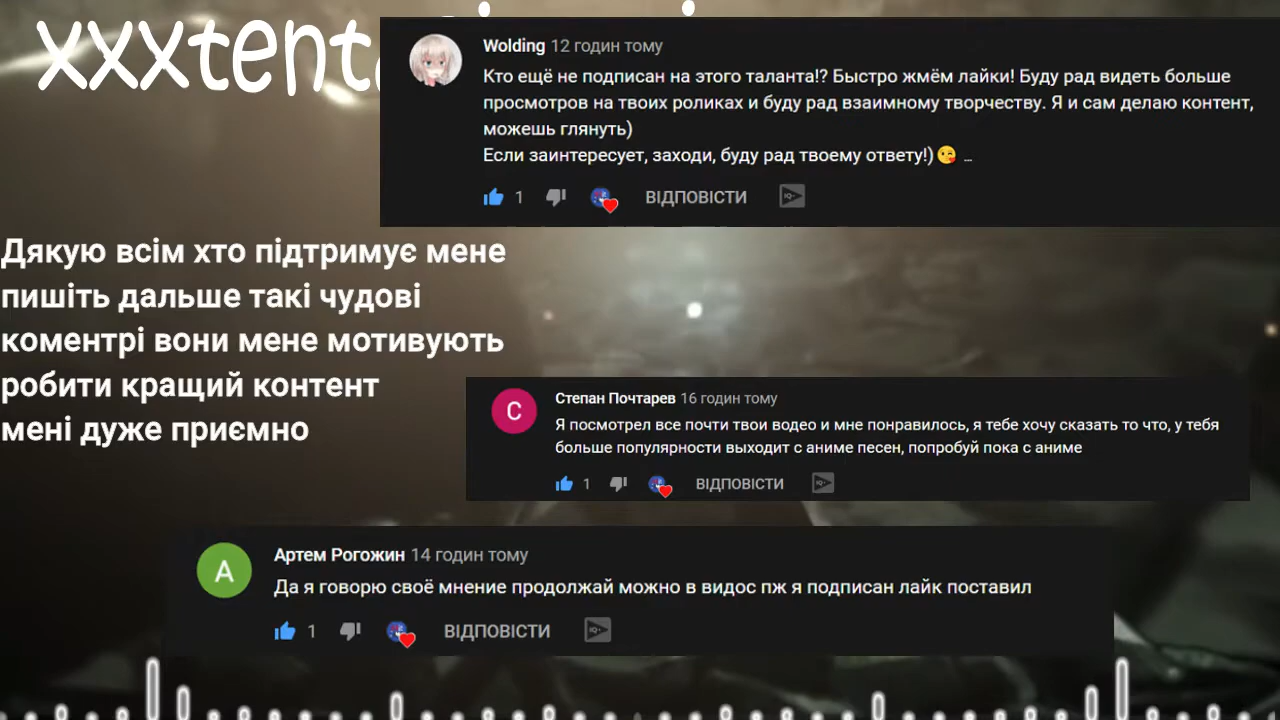 xxxtent
Wolding 12 годин тому
Кто ещё не подписан на этого таланта!? Быстро жмём лайки! Буду рад видеть больше
просмотров на твоих роликах и буду рад взаимному творчеству. Я и сам делаю контент,
можешь глянуть)
Если заинтересует, заходи, буду рад твоему ответу!)😘 ...
1 ВІДПОВІСТИ
Дякую всім хто підтримує мене
пишіть дальше такі чудові
коментрі вони мене мотивують
робити кращий контент
мені дуже приємно
С
Степан Почтарев 16 годин тому
Я посмотрел все почти твои водео и мне понравилось, я тебе хочу сказать то что, у тебя
больше популярности выходит с аниме песен, попробуй пока с аниме
1 ВІДПОВІСТИ
А
Артем Рогожин 14 годин тому
Да я говорю своё мнение продолжай можно в видос пж я подписан лайк поставил
1 ВІДПОВІСТИ